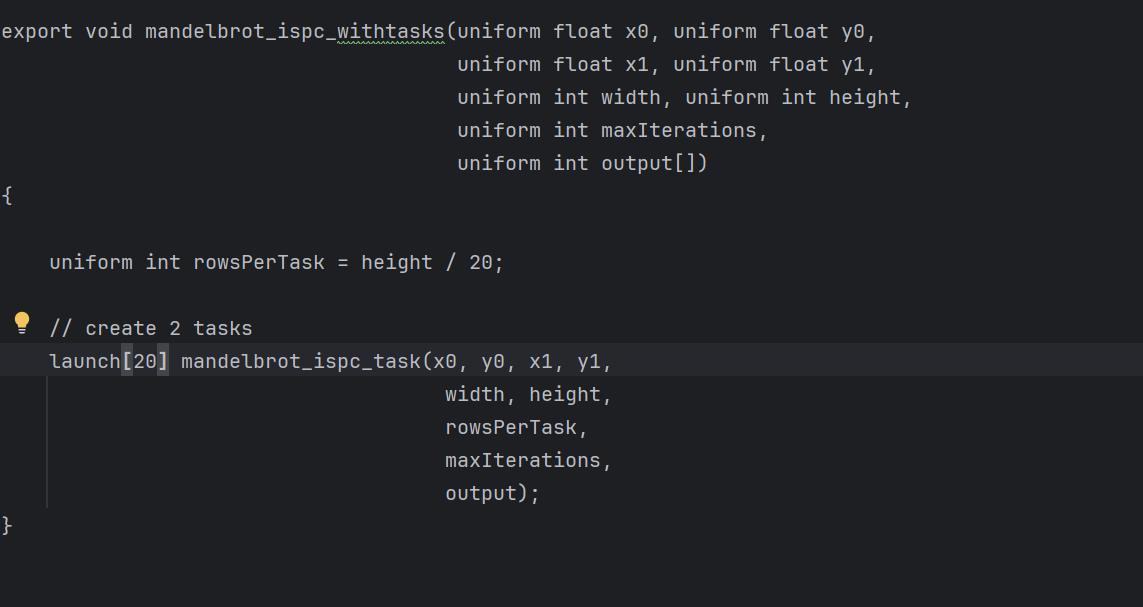 export void mandelbrot_ispc_withtasks(uniform float x0, uniform float y0,
uniform float x1, uniform float y1,
uniform int width, uniform int height,
uniform int maxIterations,
uniform int output[])
{
uniform int rowsPerTask = height / 20;
// create 2 tasks
launch[20] mandelbrot_ispc_task(x0, y0, x1, y1,
width, height,
rowsPerTask,
maxIterations,
output);
}